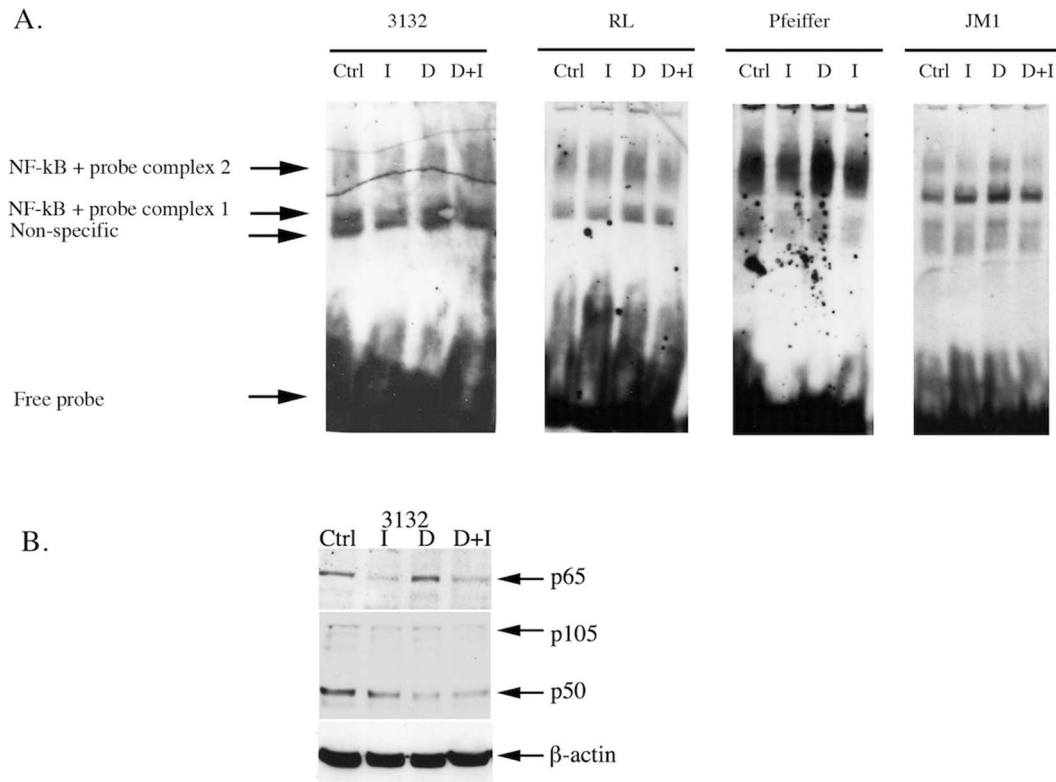 A.
3132 RL Pfeiffer JM1
Ctrl I D D+I Ctrl I D D+I Ctrl I D I Ctrl I D D+I
NF-kB + probe complex 2
NF-kB + probe complex 1
Non-specific
Free probe
B.
3132
Ctrl I D D+I
p65
p105
p50
β-actin